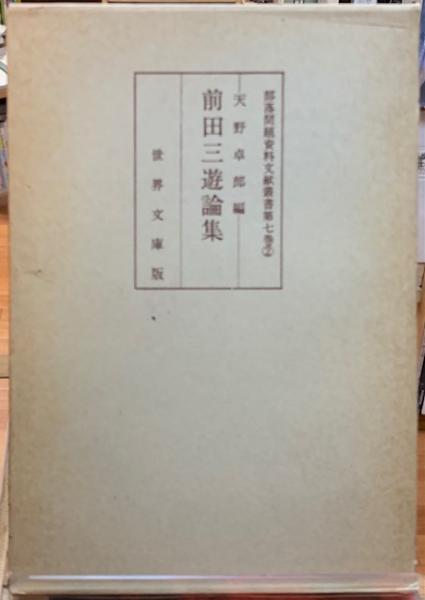 部落問題資料文献叢書第七巻②
天野卓郎編
前田三遊論集
世界文庫版